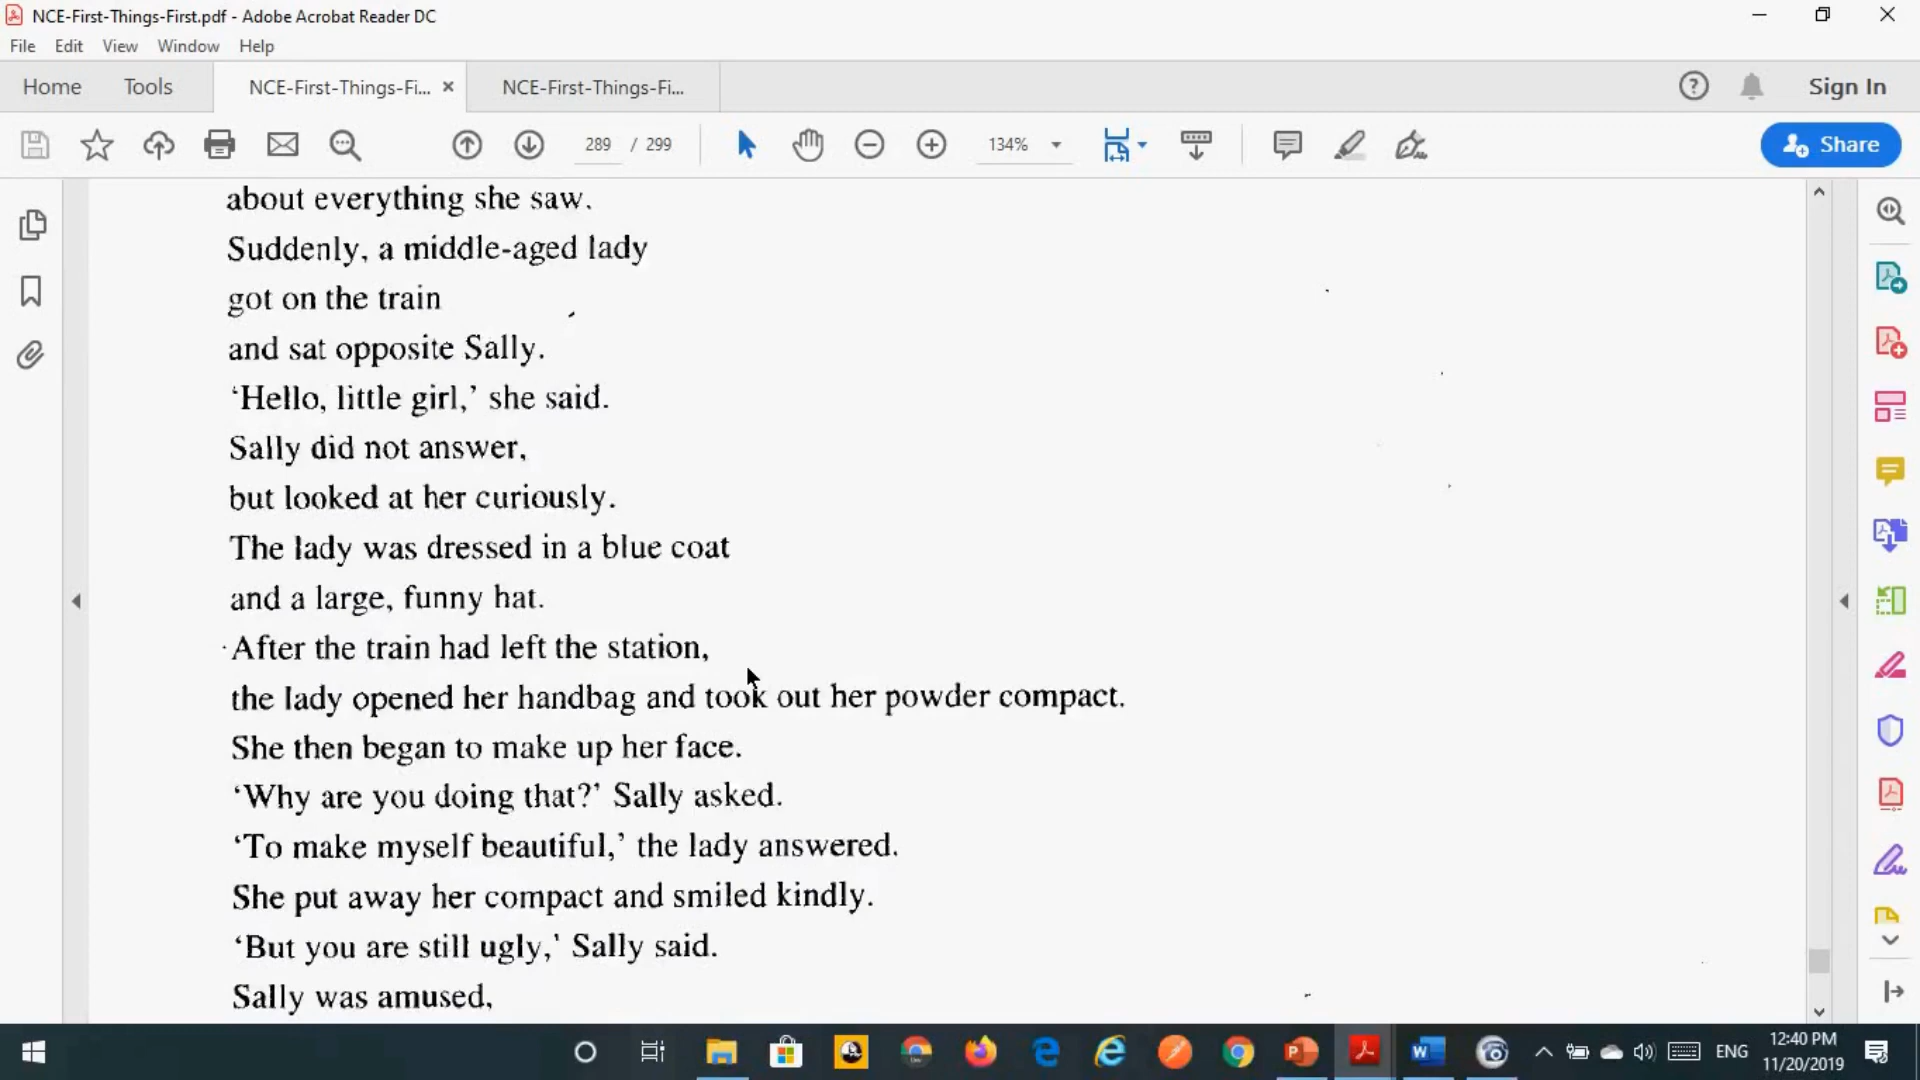 NCE-First-Things-First.pdf - Adobe Acrobat Reader DC
File Edit View Window Help
Home Tools NCE-First-Things-Fi... × NCE-First-Things-Fi... Sign In
289 / 299 134% Share
about everything she saw.
Suddenly, a middle-aged lady
got on the train
and sat opposite Sally.
‘Hello, little girl,’ she said.
Sally did not answer,
but looked at her curiously.
The lady was dressed in a blue coat
and a large, funny hat.
After the train had left the station,
the lady opened her handbag and took out her powder compact.
She then began to make up her face.
‘Why are you doing that?’ Sally asked.
‘To make myself beautiful,’ the lady answered.
She put away her compact and smiled kindly.
‘But you are still ugly,’ Sally said.
Sally was amused,
ENG 12:40 PM
11/20/2019